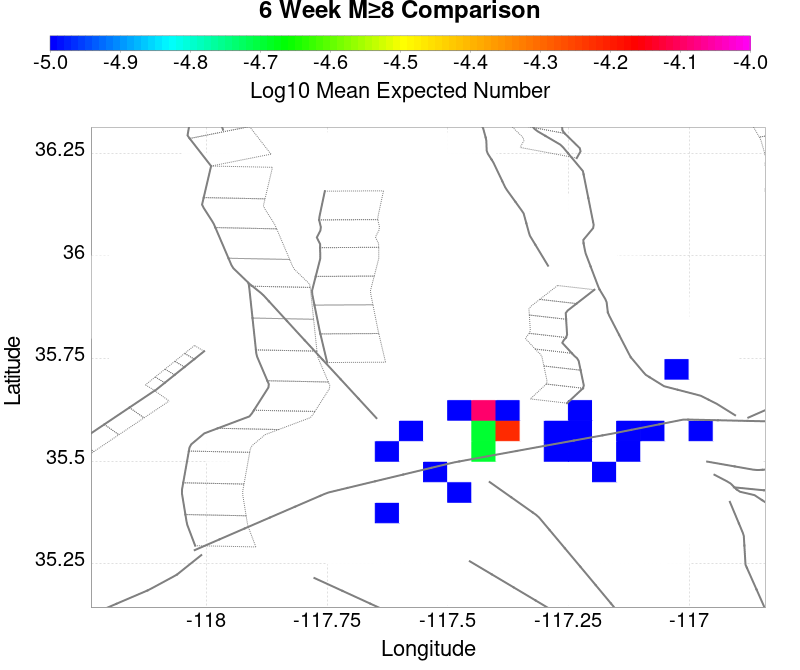 6 Week M≥8 Comparison
-5.0 -4.9 -4.8 -4.7 -4.6 -4.5 -4.4 -4.3 -4.2 -4.1 -4.0
Log10 Mean Expected Number
36.25
36
35.75
35.5
35.25
Latitude
-118 -117.75 -117.5 -117.25 -117
Longitude